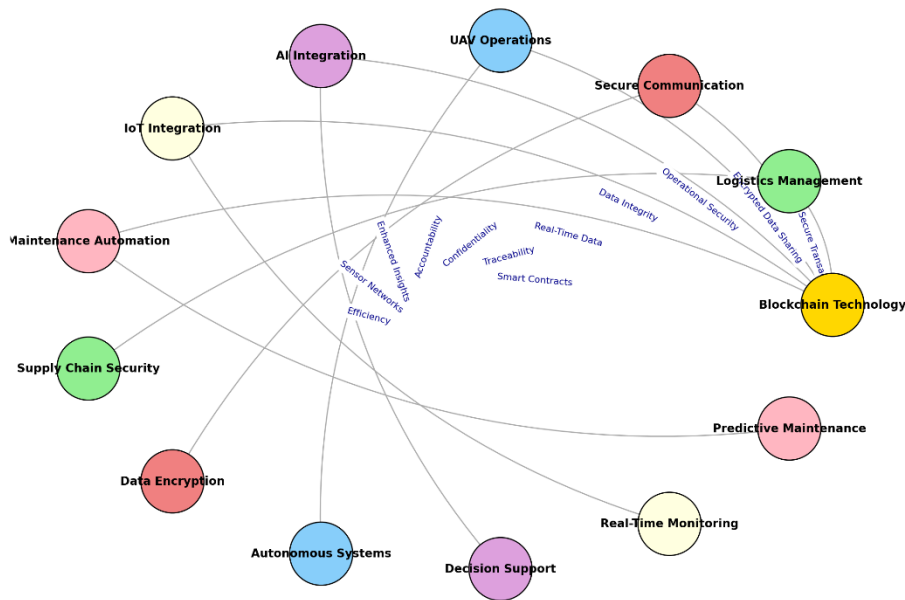 UAV Operations
AI Integration
Secure Communication
IoT Integration
Logistics Management
Operational Security
Encrypted Data Sharing
Data Integrity
Secure Transa
Maintenance Automation
Enhanced Insights
Accountability
Confidentiality
Real-Time Data
Traceability
Sensor Networks
Smart Contracts
Blockchain Technology
Efficiency
Supply Chain Security
Predictive Maintenance
Data Encryption
Real-Time Monitoring
Autonomous Systems
Decision Support